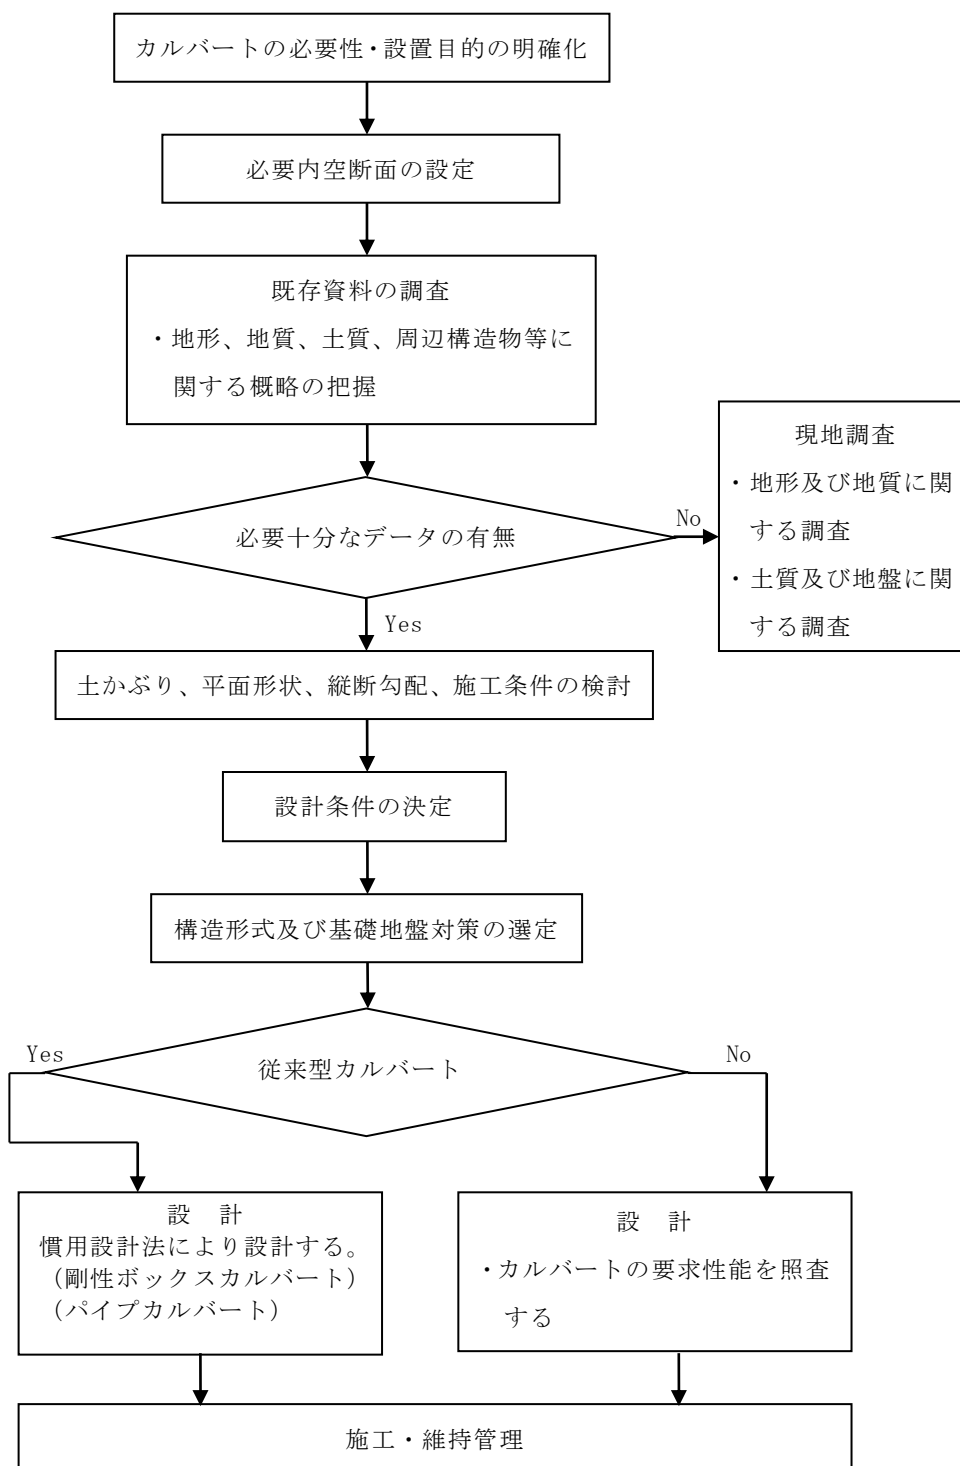 カルバートの必要性・設置目的の明確化
必要内空断面の設定
既存資料の調査
・地形、地質、土質、周辺構造物等に
関する概略の把握
現地調査
・地形及び地質に関
する調査
・土質及び地盤に関
する調査
必要十分なデータの有無
No
Yes
土かぶり、平面形状、縦断勾配、施工条件の検討
設計条件の決定
構造形式及び基礎地盤対策の選定
従来型カルバート
Yes
No
設 計
慣用設計法により設計する。
（剛性ボックスカルバート）
（パイプカルバート）
設 計
・カルバートの要求性能を照査
する
施工・維持管理